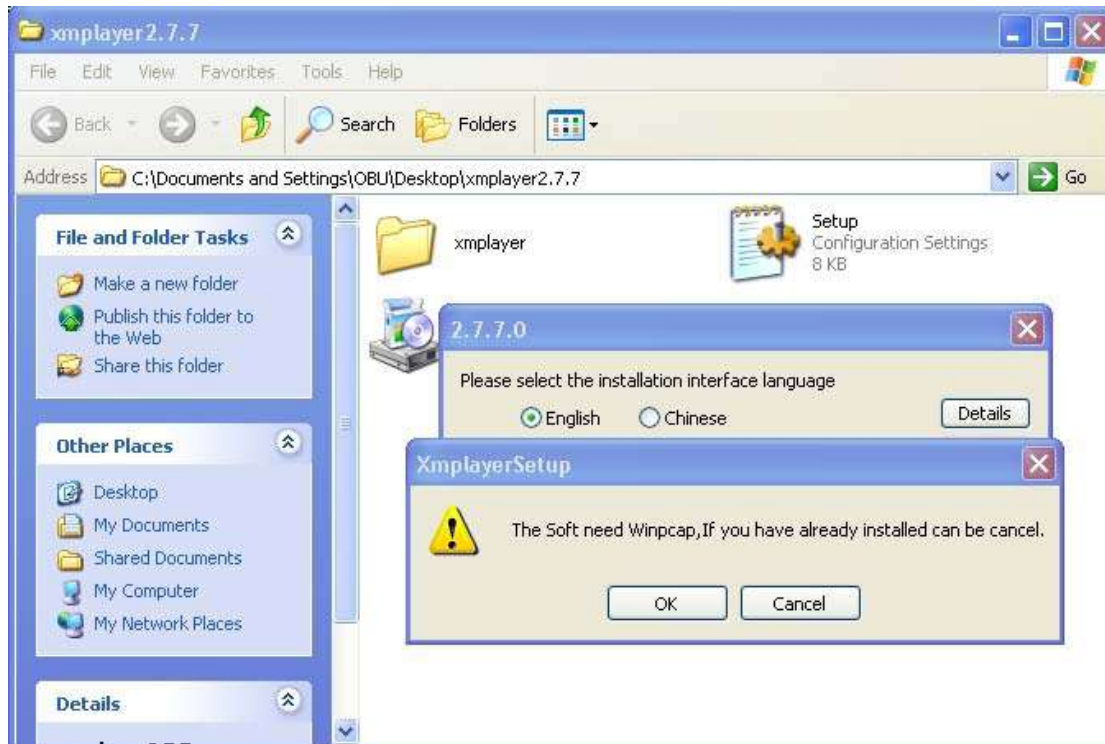 xmplayer2.7.7
File Edit View Favorites Tools Help
Back Search Folders
Address C:\Documents and Settings\OBU\Desktop\xmplayer2.7.7 Go
File and Folder Tasks
Make a new folder
Publish this folder to
the Web
Share this folder
Other Places
Desktop
My Documents
Shared Documents
My Computer
My Network Places
Details
xmplayer
Setup
Configuration Settings
8 KB
2.7.7.0
Please select the installation interface language
English Chinese Details
XmplayerSetup
The Soft need Winpcap,If you have already installed can be cancel.
OK Cancel